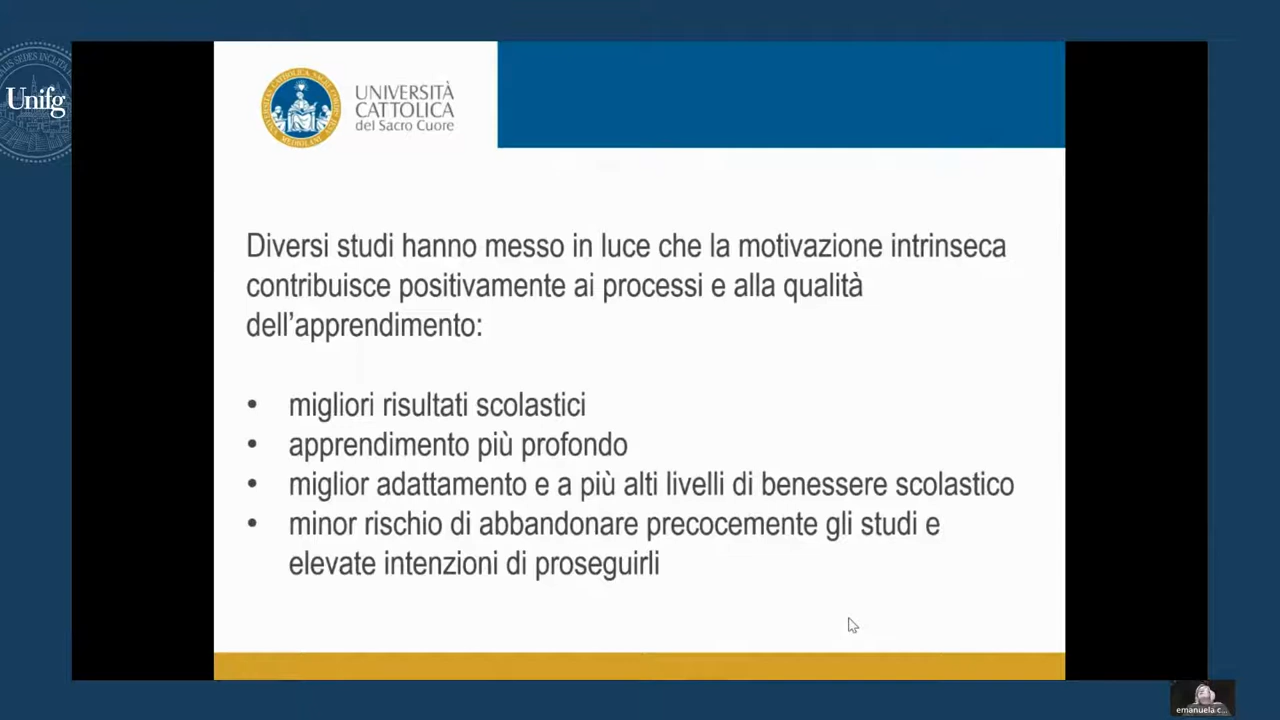 Unifg
UNIVERSITÀ
CATTOLICA
del Sacro Cuore
Diversi studi hanno messo in luce che la motivazione intrinseca
contribuisce positivamente ai processi e alla qualità
dell’apprendimento:
• migliori risultati scolastici
• apprendimento più profondo
• miglior adattamento e a più alti livelli di benessere scolastico
• minor rischio di abbandonare precocemente gli studi e
elevate intenzioni di proseguirli
emanuela c...